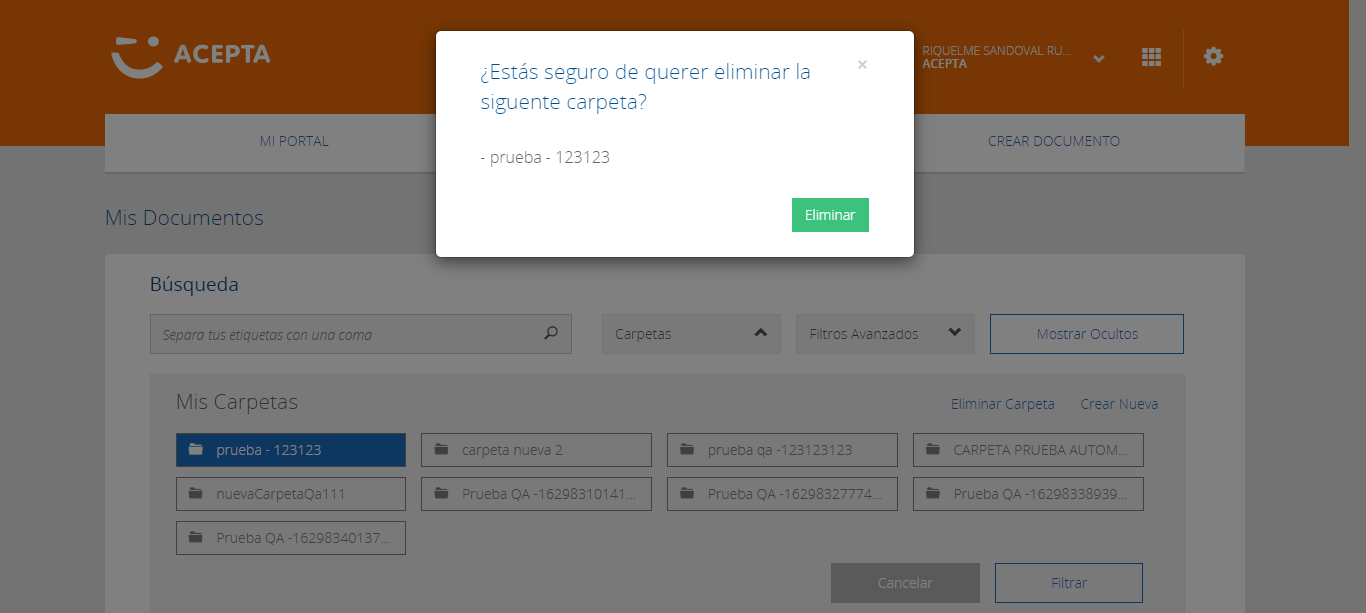 ACEPTA
RIQUELME SANDOVAL RU...
ACEPTA
¿Estás seguro de querer eliminar la
siguente carpeta?
×
- prueba - 123123
Eliminar
MI PORTAL
CREAR DOCUMENTO
Mis Documentos
Búsqueda
Separa tus etiquetas con una coma
Carpetas
Filtros Avanzados
Mostrar Ocultos
Mis Carpetas
Eliminar Carpeta
Crear Nueva
prueba - 123123
carpeta nueva 2
prueba qa -123123123
CARPETA PRUEBA AUTOM...
nuevaCarpetaQa111
Prueba QA -16298310141...
Prueba QA -16298327774...
Prueba QA -16298338939...
Prueba QA -16298340137...
Cancelar
Filtrar